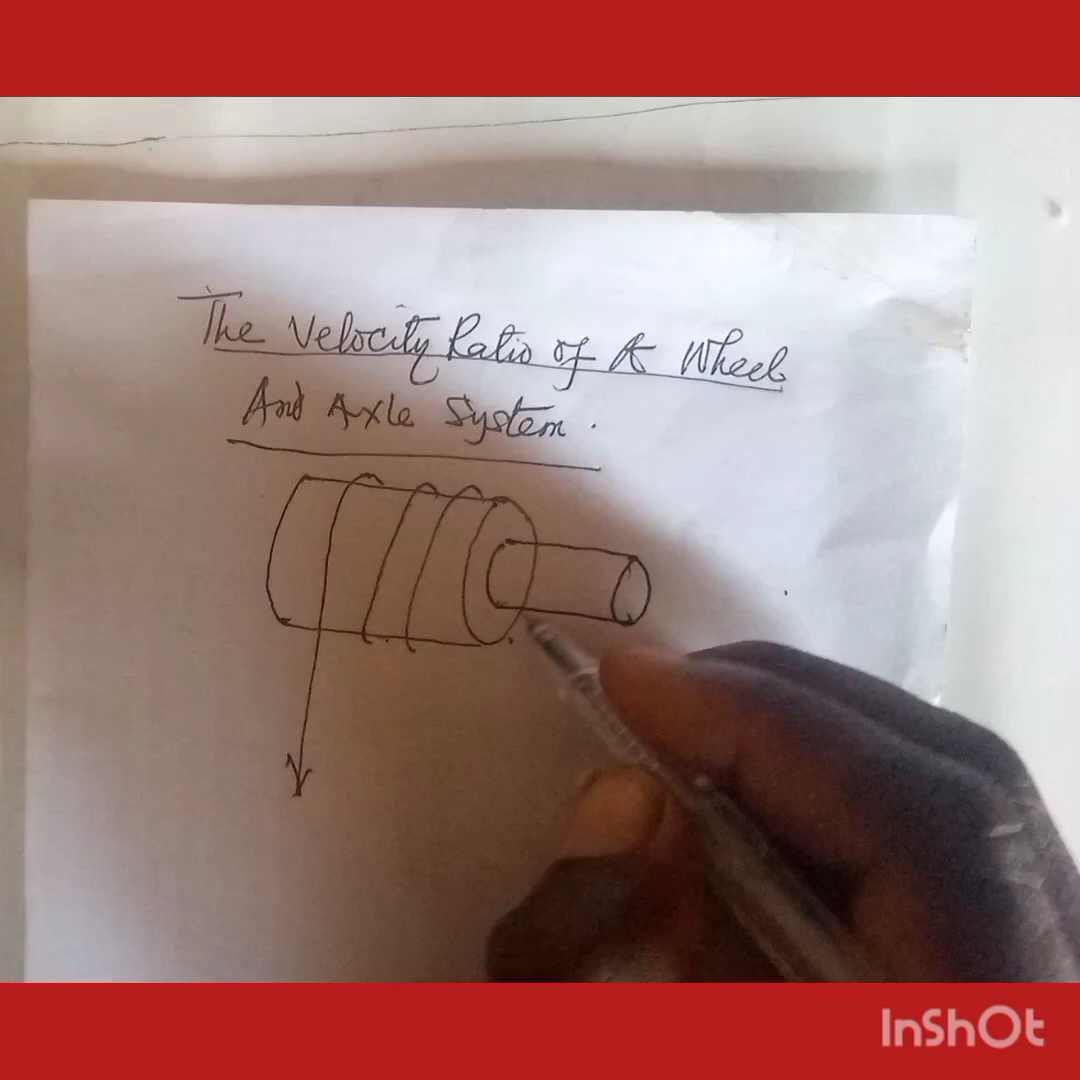 The Velocity Ratio of A Wheel
And Axle System.
InShOt